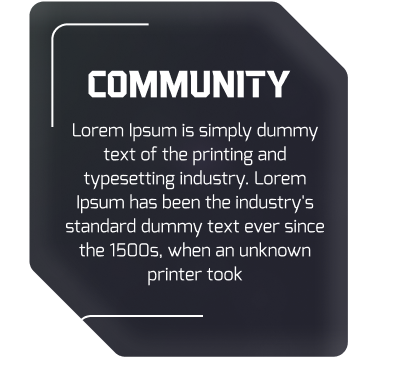 COMMUNITY
Lorem Ipsum is simply dummy
text of the printing and
typesetting industry. Lorem
Ipsum has been the industry's
standard dummy text ever since
the 1500s, when an unknown
printer took